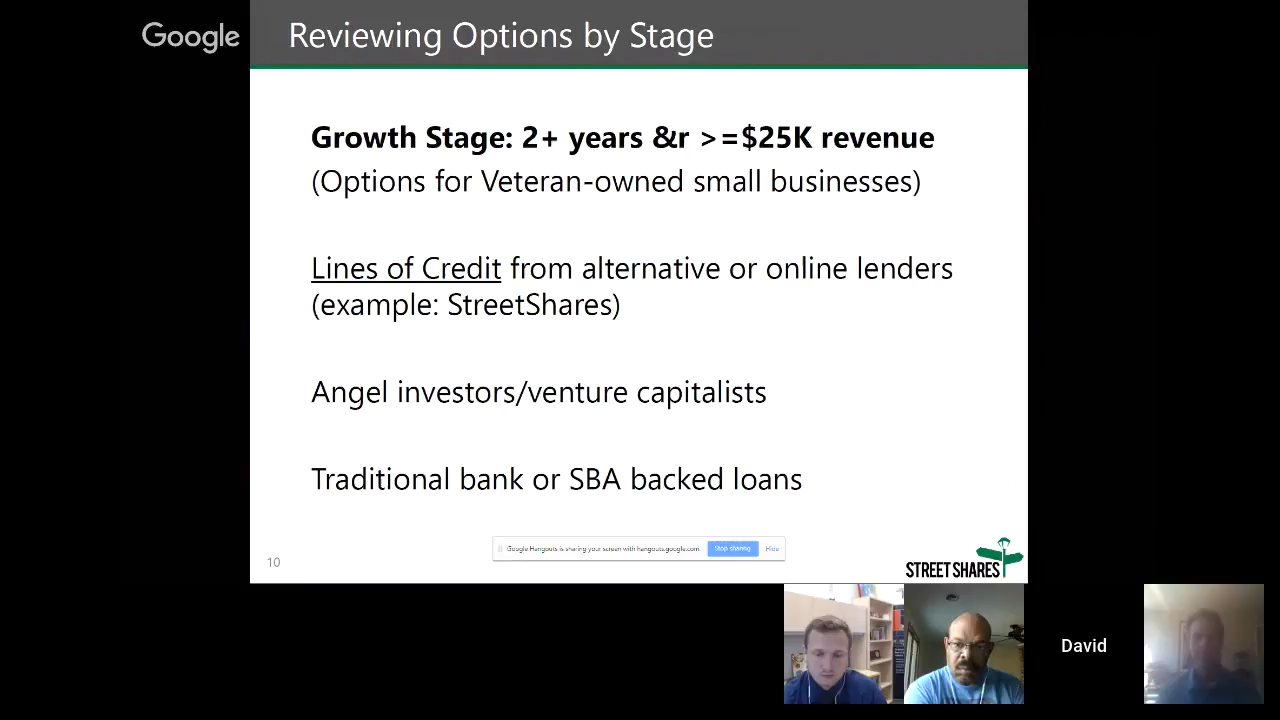 Google
Reviewing Options by Stage
Growth Stage: 2+ years &r >=$25K revenue
(Options for Veteran-owned small businesses)
Lines of Credit from alternative or online lenders
(example: StreetShares)
Angel investors/venture capitalists
Traditional bank or SBA backed loans
Google Hangouts is sharing your screen with hangouts.google.com. Stop sharing Hide
10
STREETSHARES
David